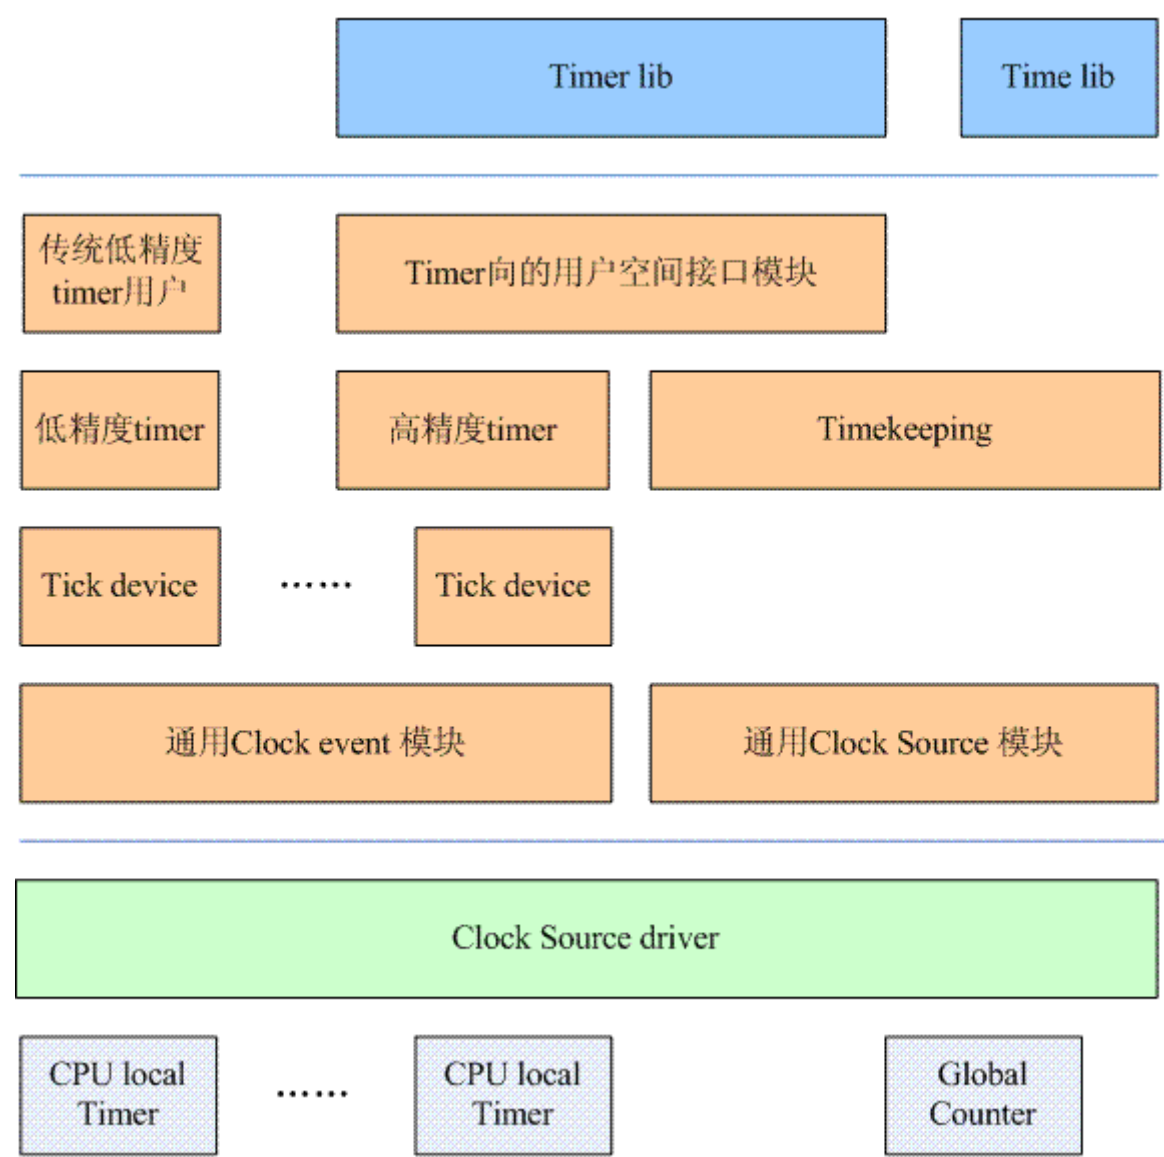 Timer lib
Time lib
传统低精度
timer用户
Timer向的用户空间接口模块
低精度timer
高精度timer
Timekeeping
Tick device
……
Tick device
通用Clock event 模块
通用Clock Source 模块
Clock Source driver
CPU local
Timer
……
CPU local
Timer
Global
Counter